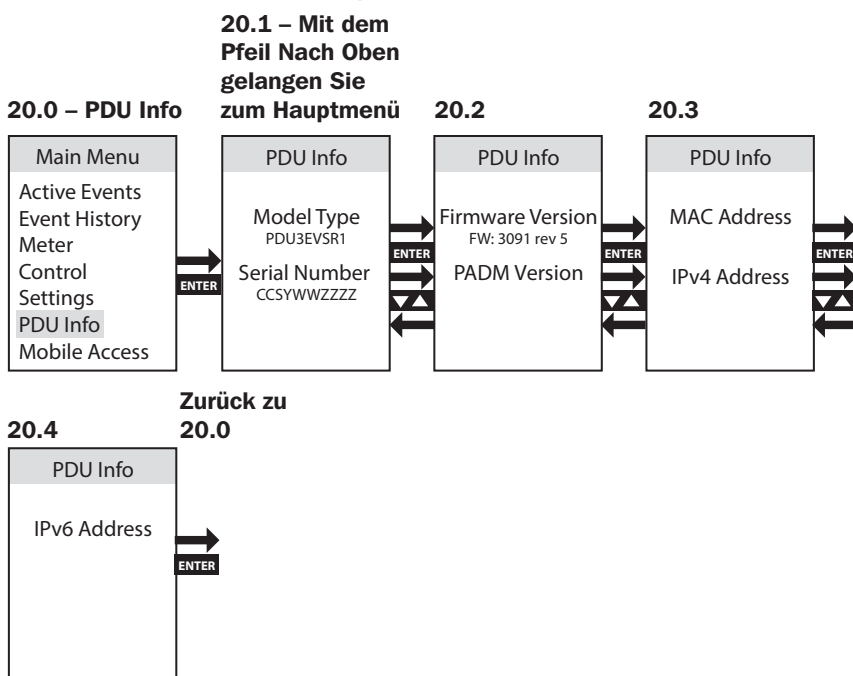 20.1 – Mit dem
Pfeil Nach Oben
gelangen Sie
zum Hauptmenü
20.0 – PDU Info
20.2
20.3
Main Menu
Active Events
Event History
Meter
Control
Settings
PDU Info
Mobile Access
ENTER
PDU Info
Model Type
PDU3EVSR1
Serial Number
CCSYWWZZZZ
ENTER
PDU Info
Firmware Version
FW: 3091 rev 5
PADM Version
ENTER
PDU Info
MAC Address
IPv4 Address
ENTER
20.4
Zurück zu
20.0
PDU Info
IPv6 Address
ENTER